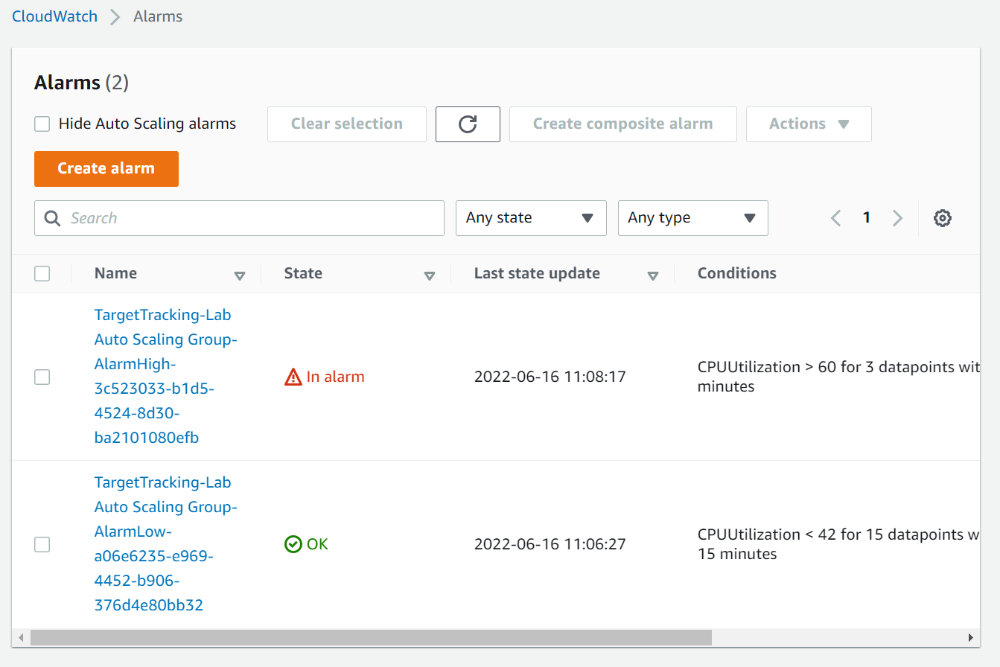 CloudWatch > Alarms
Alarms (2)
Hide Auto Scaling alarms
Clear selection
Create composite alarm
Actions
Create alarm
Search
Any state
Any type
1
Name
State
Last state update
Conditions
TargetTracking-Lab
Auto Scaling Group-
AlarmHigh-
3c523033-b1d5-
4524-8d30-
ba2101080efb
In alarm
2022-06-16 11:08:17
CPUUtilization > 60 for 3 datapoints
minutes
TargetTracking-Lab
Auto Scaling Group-
AlarmLow-
a06e6235-e969-
4452-b906-
376d4e80bb32
OK
2022-06-16 11:06:27
CPUUtilization < 42 for 15 datapoints
15 minutes